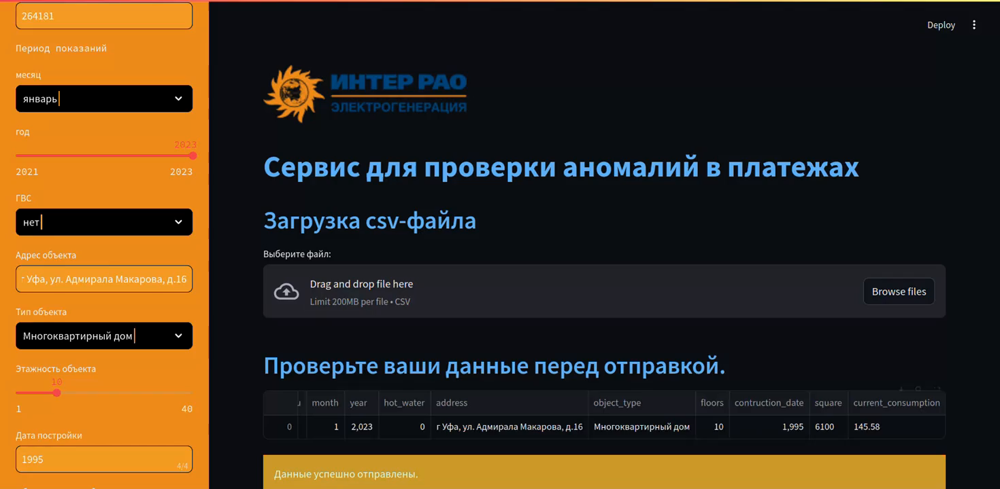 264181
Период показаний
месяц
январь
год
2023
2021 2023
ГВС
нет
Адрес объекта
г Уфа, ул. Адмирала Макарова, д.16
Тип объекта
Многоквартирный дом
Этажность объекта
10
1 40
Дата постройки
1995
4/4
Deploy
ИНТЕР РАО
ЭЛЕКТРОГЕНЕРАЦИЯ
Сервис для проверки аномалий в платежах
Загрузка csv-файла
Выберите файл:
Drag and drop file here
Limit 200MB per file • CSV
Browse files
Проверьте ваши данные перед отправкой.
month year hot_water address object_type floors contruction_date square current_consumption
0 1 2,023 0 г Уфа, ул. Адмирала Макарова, д.16 Многоквартирный дом 10 1,995 6100 145.58
Данные успешно отправлены.